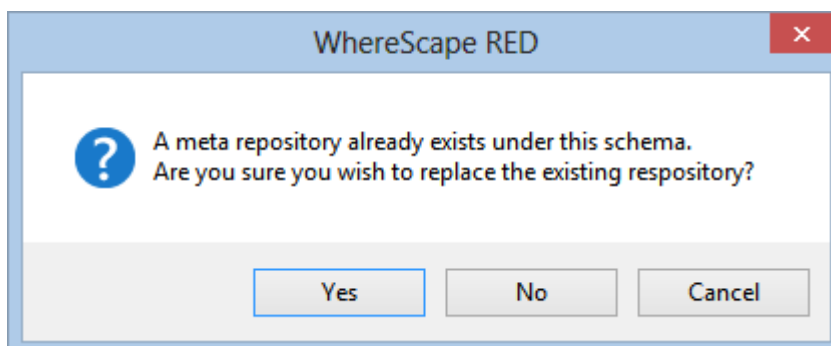 WhereScape RED
A meta repository already exists under this schema.
Are you sure you wish to replace the existing respository?
Yes
No
Cancel